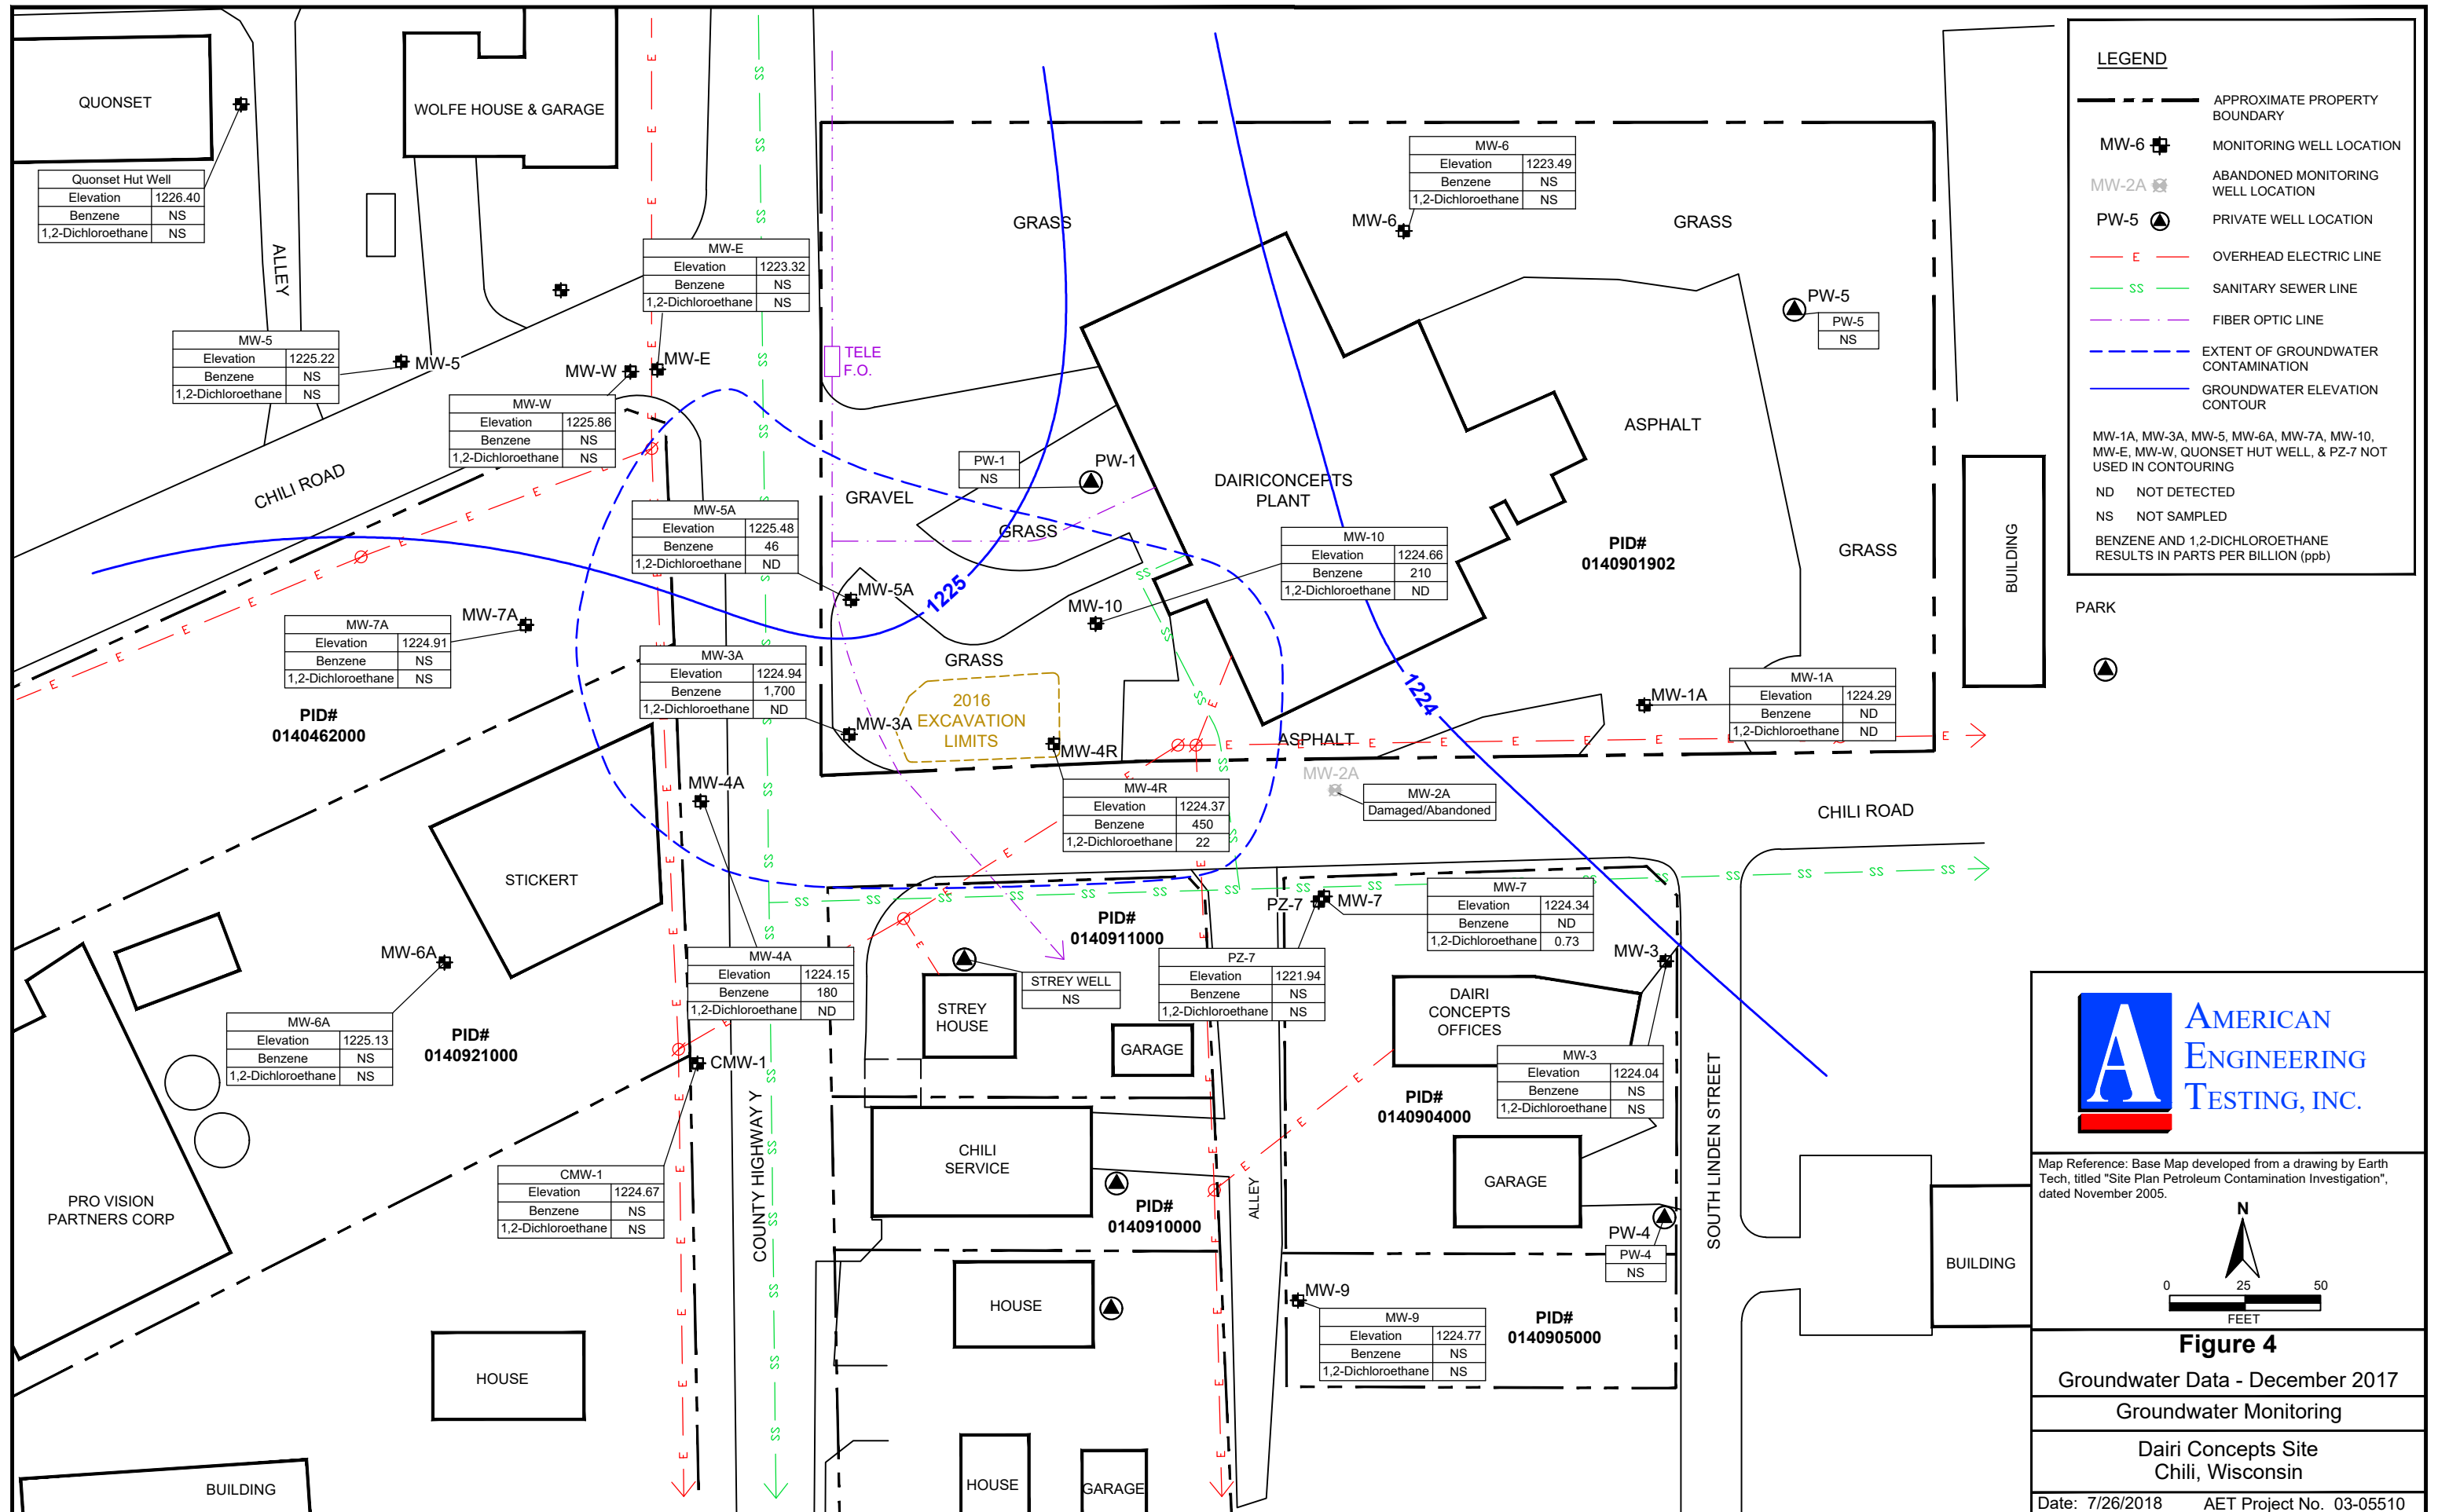 QUONSET
WOLFE HOUSE & GARAGE
Quonset Hut Well
Elevation 1226.40
Benzene NS
1,2-Dichloroethane NS
ALLEY
MW-E
Elevation 1223.32
Benzene NS
1,2-Dichloroethane NS
MW-5
Elevation 1225.22
Benzene NS
1,2-Dichloroethane NS
MW-5
MW-W
MW-E
MW-W
Elevation 1225.86
Benzene NS
1,2-Dichloroethane NS
CHILI ROAD
TELE
F.O.
GRASS
MW-6
Elevation 1223.49
Benzene NS
1,2-Dichloroethane NS
MW-6
GRASS
PW-5
PW-5
NS
ASPHALT
PW-1
NS
PW-1
GRAVEL
GRASS
DAIRICONCEPTS
PLANT
MW-5A
Elevation 1225.48
Benzene 46
1,2-Dichloroethane ND
MW-5A
1225
MW-10
Elevation 1224.66
Benzene 210
1,2-Dichloroethane ND
MW-10
PID#
0140901902
GRASS
BUILDING
PARK
MW-7A
Elevation 1224.91
Benzene NS
1,2-Dichloroethane NS
MW-7A
PID#
0140462000
MW-3A
Elevation 1224.94
Benzene 1,700
1,2-Dichloroethane ND
MW-3A
GRASS
2016
EXCAVATION
LIMITS
MW-4R
1224
ASPHALT
MW-1A
MW-1A
Elevation 1224.29
Benzene ND
1,2-Dichloroethane ND
MW-4A
MW-4R
Elevation 1224.37
Benzene 450
1,2-Dichloroethane 22
MW-2A
MW-2A
Damaged/Abandoned
CHILI ROAD
STICKERT
MW-6A
MW-6A
Elevation 1225.13
Benzene NS
1,2-Dichloroethane NS
PID#
0140921000
MW-4A
Elevation 1224.15
Benzene 180
1,2-Dichloroethane ND
CMW-1
CMW-1
Elevation 1224.67
Benzene NS
1,2-Dichloroethane NS
PRO VISION
PARTNERS CORP
COUNTY HIGHWAY Y
PID#
0140911000
STREY WELL
NS
STREY
HOUSE
GARAGE
PZ-7
MW-7
PZ-7
Elevation 1221.94
Benzene NS
1,2-Dichloroethane NS
MW-7
Elevation 1224.34
Benzene ND
1,2-Dichloroethane 0.73
MW-3
DAIRI
CONCEPTS
OFFICES
MW-3
Elevation 1224.04
Benzene NS
1,2-Dichloroethane NS
PID#
0140904000
SOUTH LINDEN STREET
CHILI
SERVICE
PID#
0140910000
ALLEY
GARAGE
PW-4
PW-4
NS
HOUSE
MW-9
MW-9
Elevation 1224.77
Benzene NS
1,2-Dichloroethane NS
PID#
0140905000
BUILDING
HOUSE
BUILDING
HOUSE
GARAGE
LEGEND
APPROXIMATE PROPERTY
BOUNDARY
MW-6 MONITORING WELL LOCATION
MW-2A ABANDONED MONITORING
WELL LOCATION
PW-5 PRIVATE WELL LOCATION
E OVERHEAD ELECTRIC LINE
SS SANITARY SEWER LINE
FIBER OPTIC LINE
EXTENT OF GROUNDWATER
CONTAMINATION
GROUNDWATER ELEVATION
CONTOUR
MW-1A, MW-3A, MW-5, MW-6A, MW-7A, MW-10,
MW-E, MW-W, QUONSET HUT WELL, & PZ-7 NOT
USED IN CONTOURING
ND NOT DETECTED
NS NOT SAMPLED
BENZENE AND 1,2-DICHLOROETHANE
RESULTS IN PARTS PER BILLION (ppb)
A
AMERICAN
ENGINEERING
TESTING, INC.
Map Reference: Base Map developed from a drawing by Earth
Tech, titled "Site Plan Petroleum Contamination Investigation",
dated November 2005.
N
0 25 50
FEET
Figure 4
Groundwater Data - December 2017
Groundwater Monitoring
Dairi Concepts Site
Chili, Wisconsin
Date: 7/26/2018 AET Project No. 03-05510